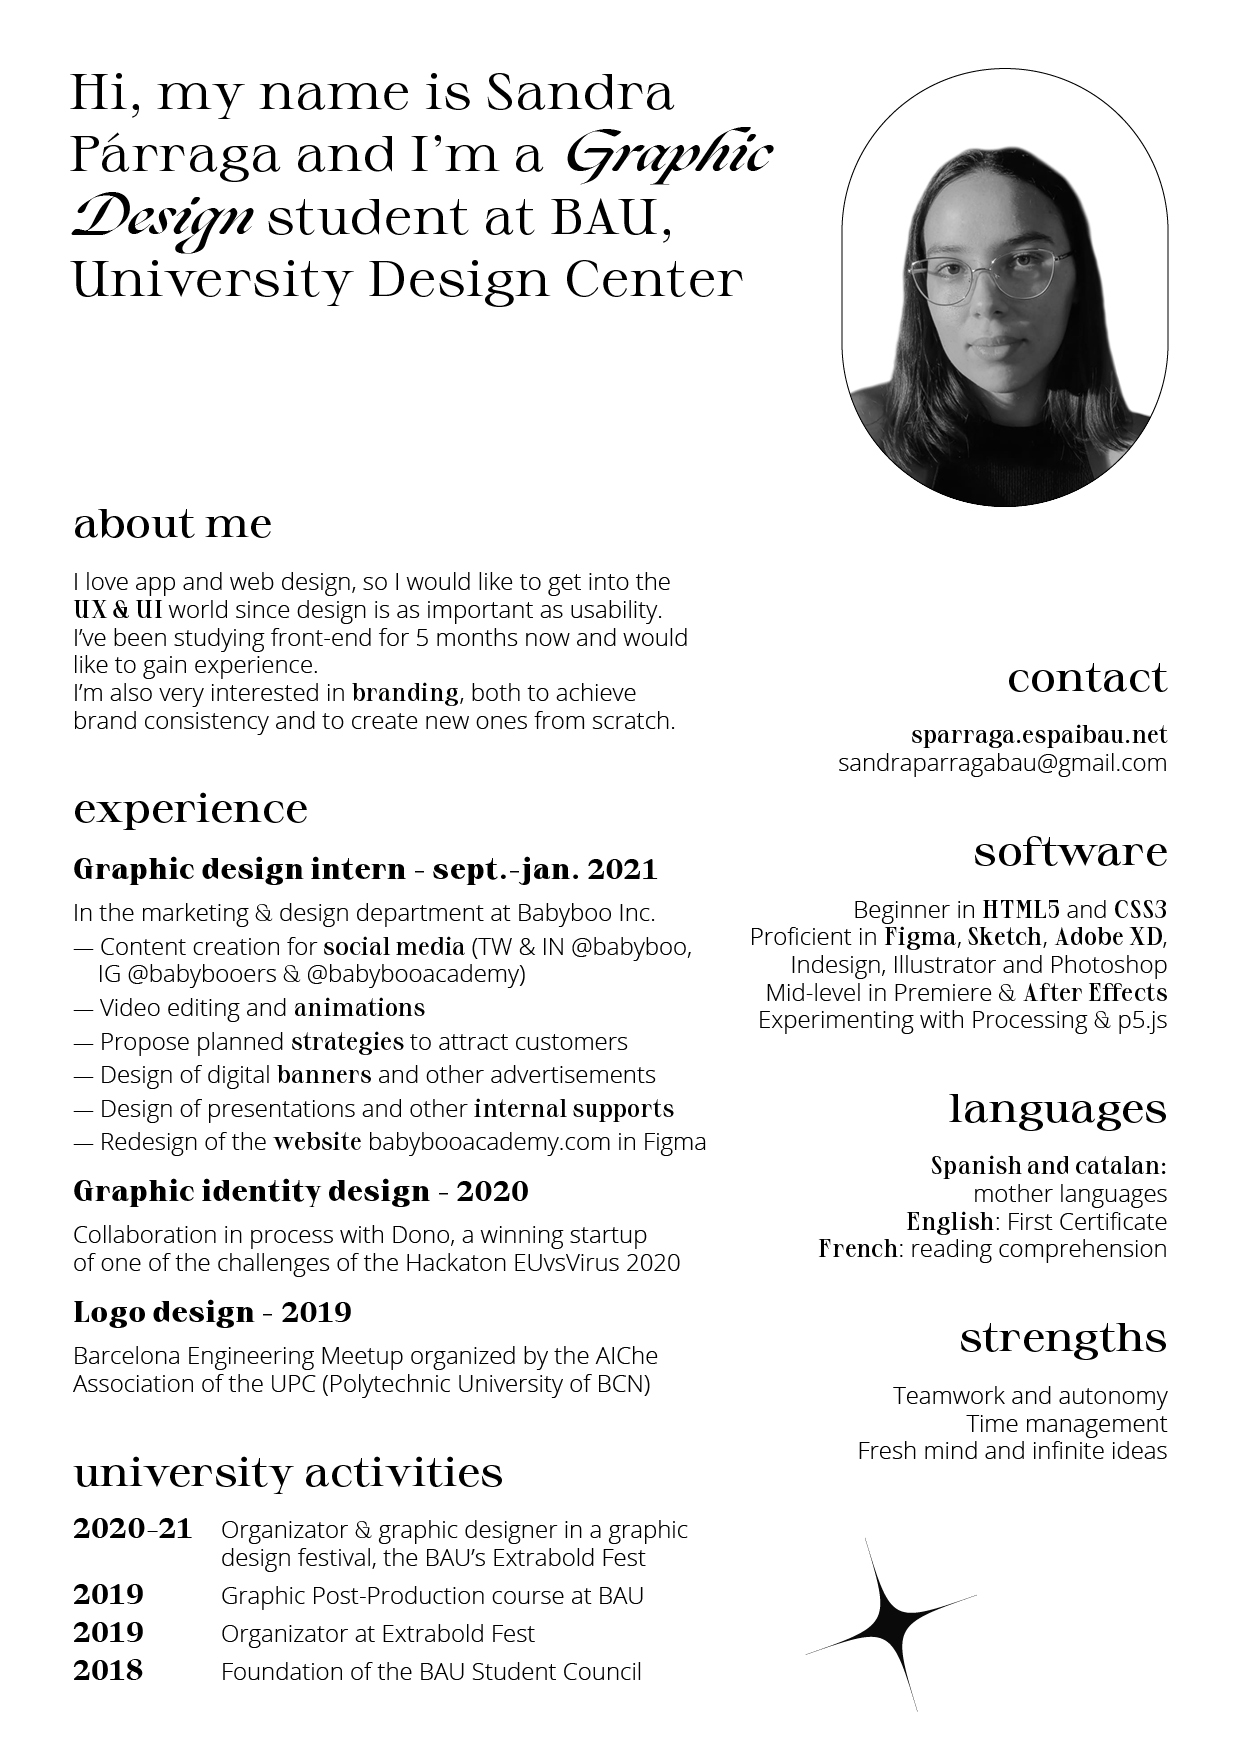 Hi, my name is Sandra
Párraga and I'm a Graphic
Design student at BAU,
University Design Center
about me
I love app and web design, so I would like to get into the
UX & UI world since design is as important as usability.
I've been studying front-end for 5 months now and would
like to gain experience.
I'm also very interested in branding, both to achieve
brand consistency and to create new ones from scratch.
experience
Graphic design intern - sept.-jan. 2021
In the marketing & design department at Babyboo Inc.
— Content creation for social media (TW & IN @babyboo,
IG @babybooers & @babybooacademy)
— Video editing and animations
— Propose planned strategies to attract customers
— Design of digital banners and other advertisements
— Design of presentations and other internal supports
— Redesign of the website babybooacademy.com in Figma
Graphic identity design - 2020
Collaboration in process with Dono, a winning startup
of one of the challenges of the Hackaton EUvsVirus 2020
Logo design - 2019
Barcelona Engineering Meetup organized by the AIChe
Association of the UPC (Polytechnic University of BCN)
university activities
2020-21 Organizator & graphic designer in a graphic
design festival, the BAU's Extrabold Fest
2019 Graphic Post-Production course at BAU
2019 Organizator at Extrabold Fest
2018 Foundation of the BAU Student Council
contact
sparraga.espaibau.net
sandraparragabau@gmail.com
software
Beginner in HTML5 and CSS3
Proficient in Figma, Sketch, Adobe XD,
Indesign, Illustrator and Photoshop
Mid-level in Premiere & After Effects
Experimenting with Processing & p5.js
languages
Spanish and catalan:
mother languages
English: First Certificate
French: reading comprehension
strengths
Teamwork and autonomy
Time management
Fresh mind and infinite ideas